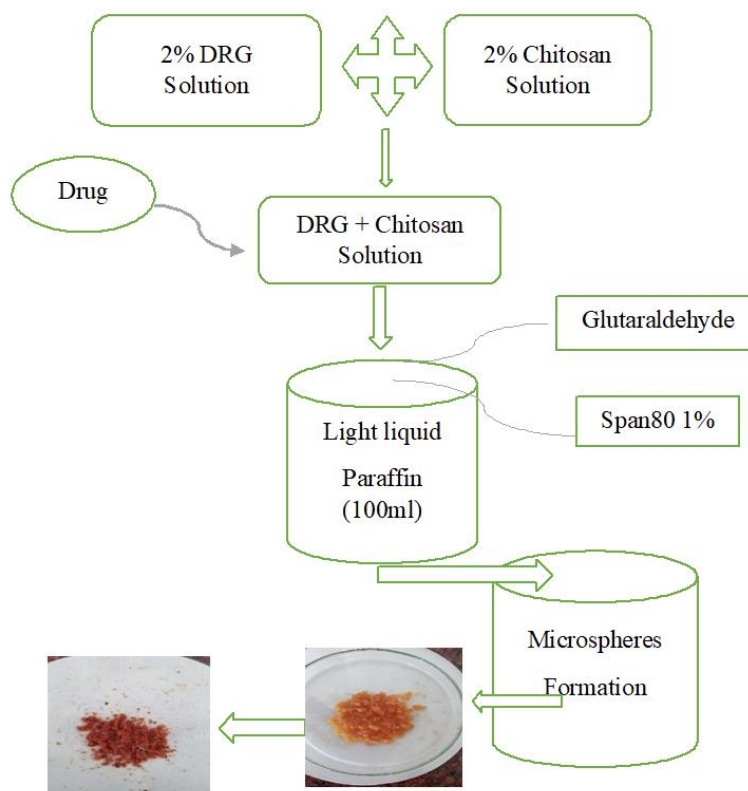 2% DRG
Solution
2% Chitosan
Solution
Drug
DRG + Chitosan
Solution
Glutaraldehyde
Span80 1%
Light liquid
Paraffin
(100ml)
Microspheres
Formation